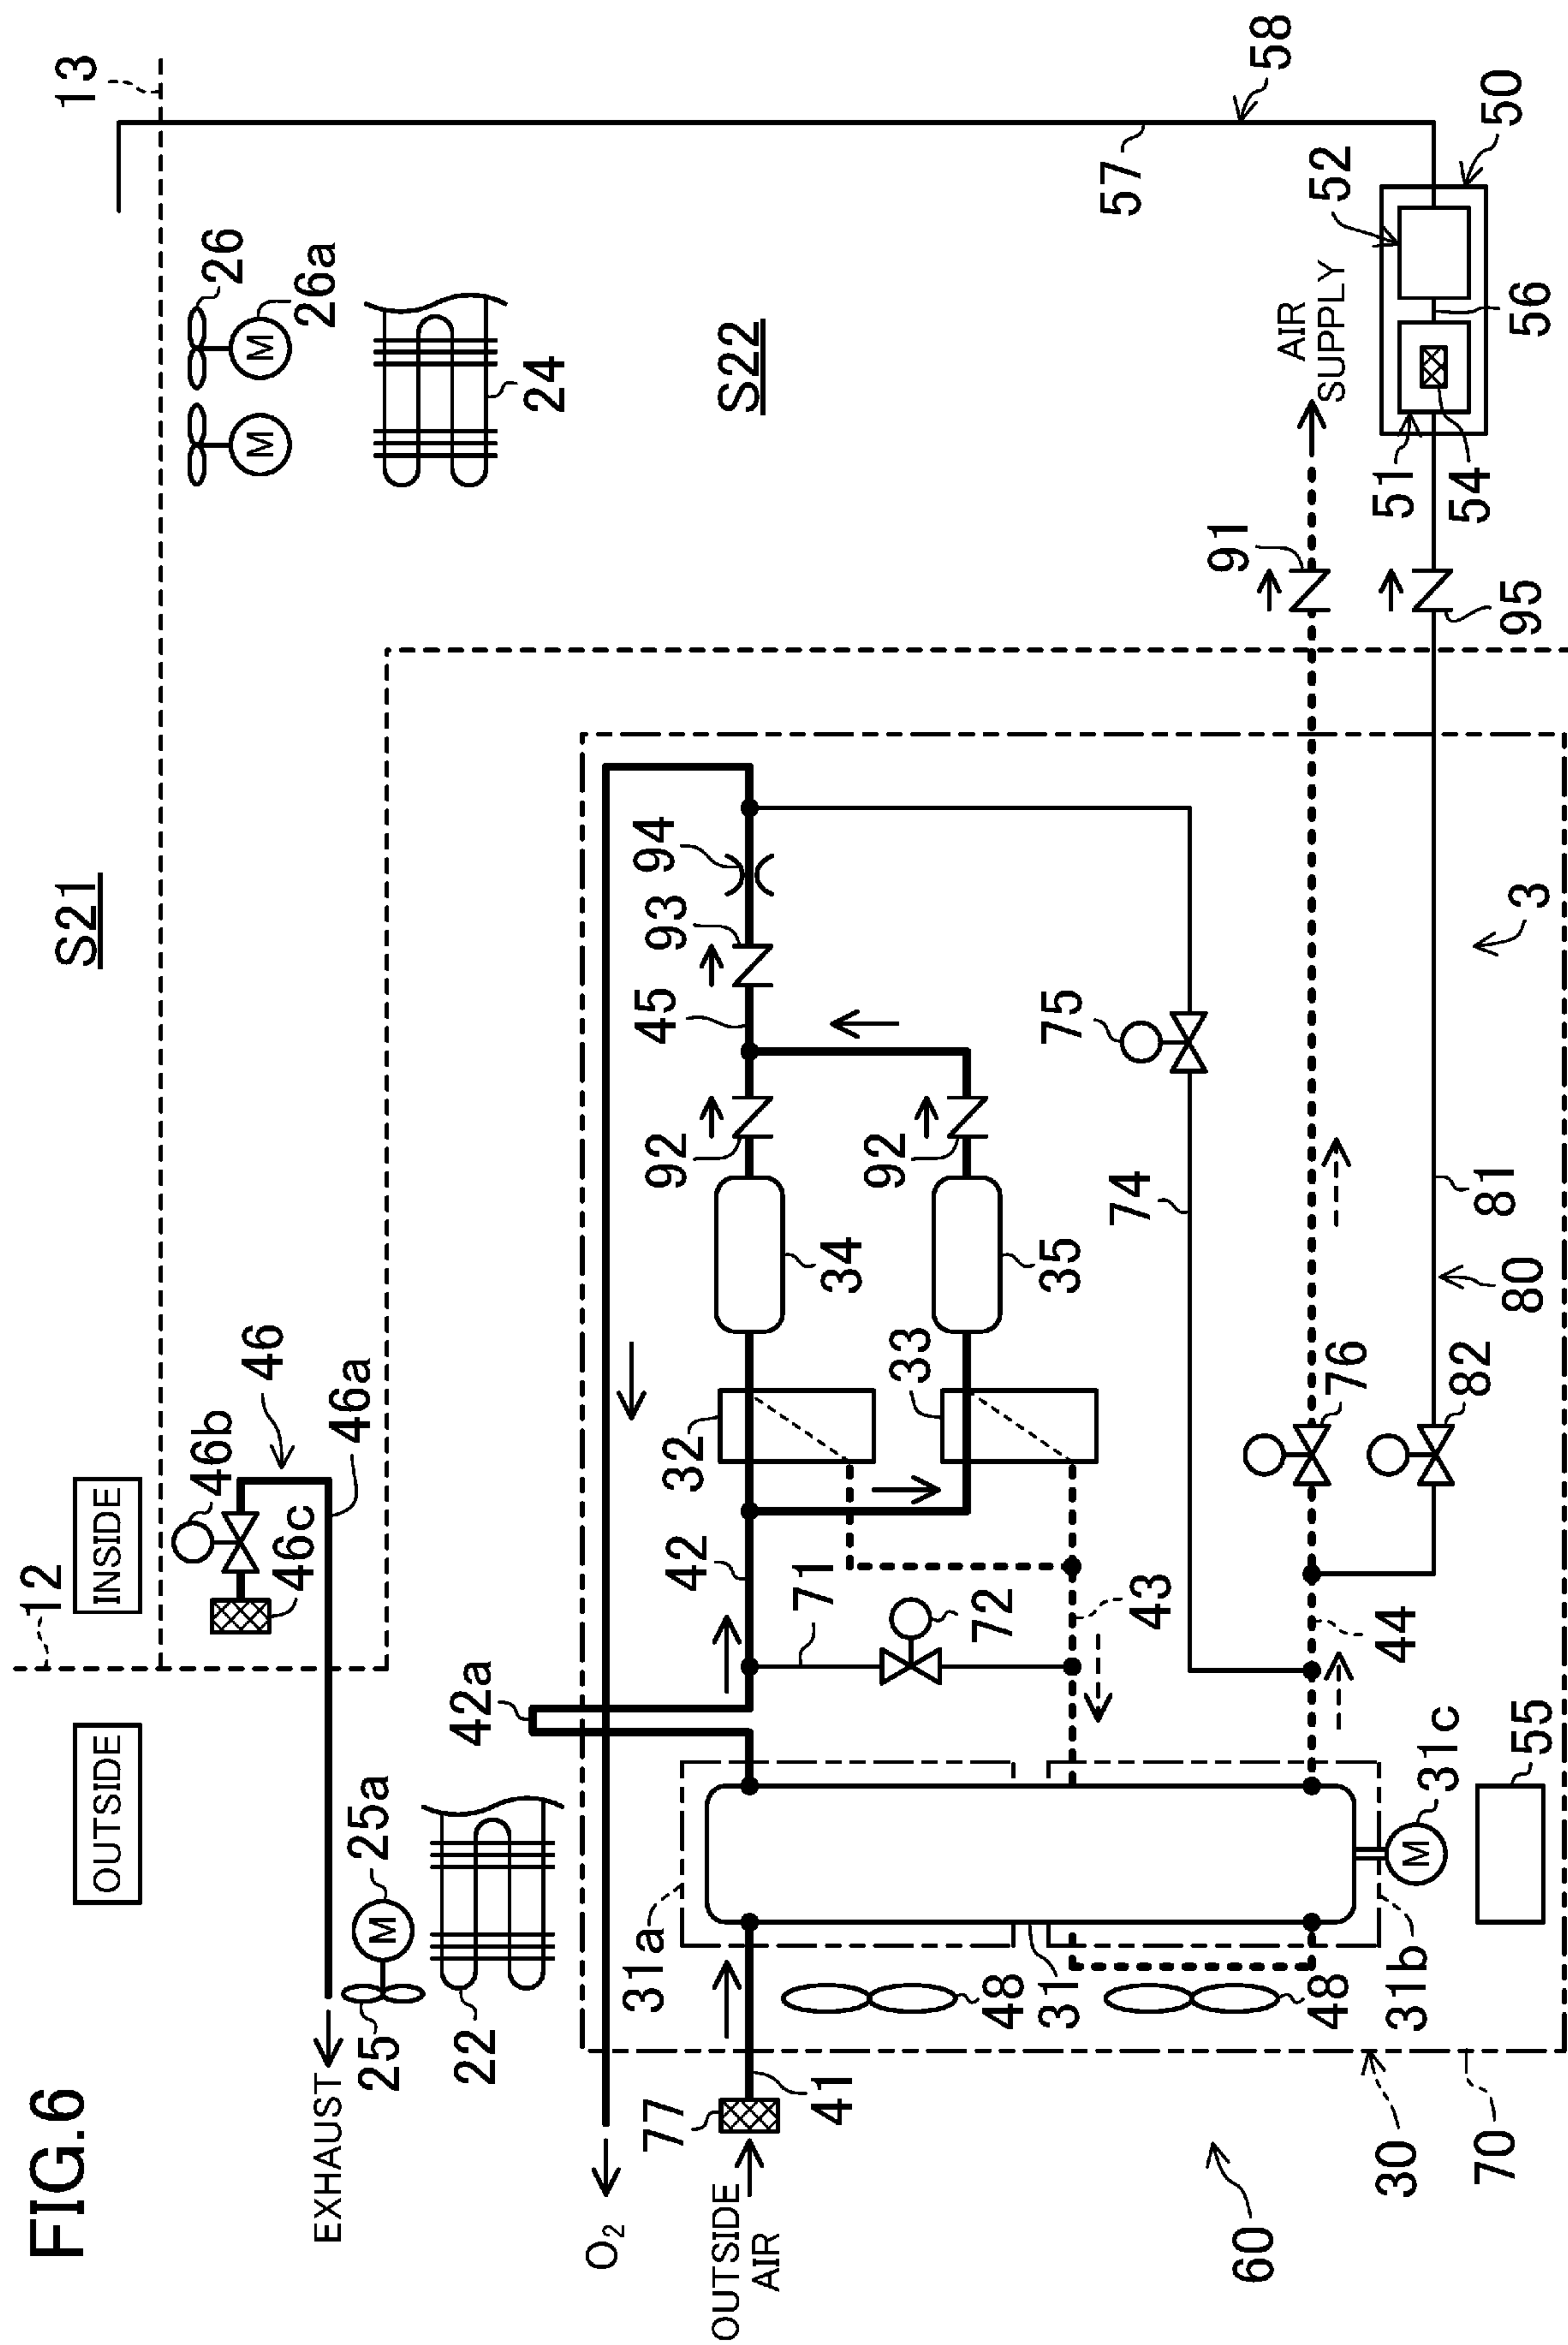 FIG.6
OUTSIDE
INSIDE
12
S21
13
EXHAUST
25
25a
22
46b
46
46c
46a
26
26a
24
S22
58
57
O₂
OUTSIDE
AIR
77
41
31a
42a
42
71
72
32
33
34
35
92
92
45
93
94
75
74
43
44
48
31
48
31b
31c
55
76
82
80
81
3
91
95
AIR
SUPPLY
51
54
52
56
50
60
30
70
M
M
M
M